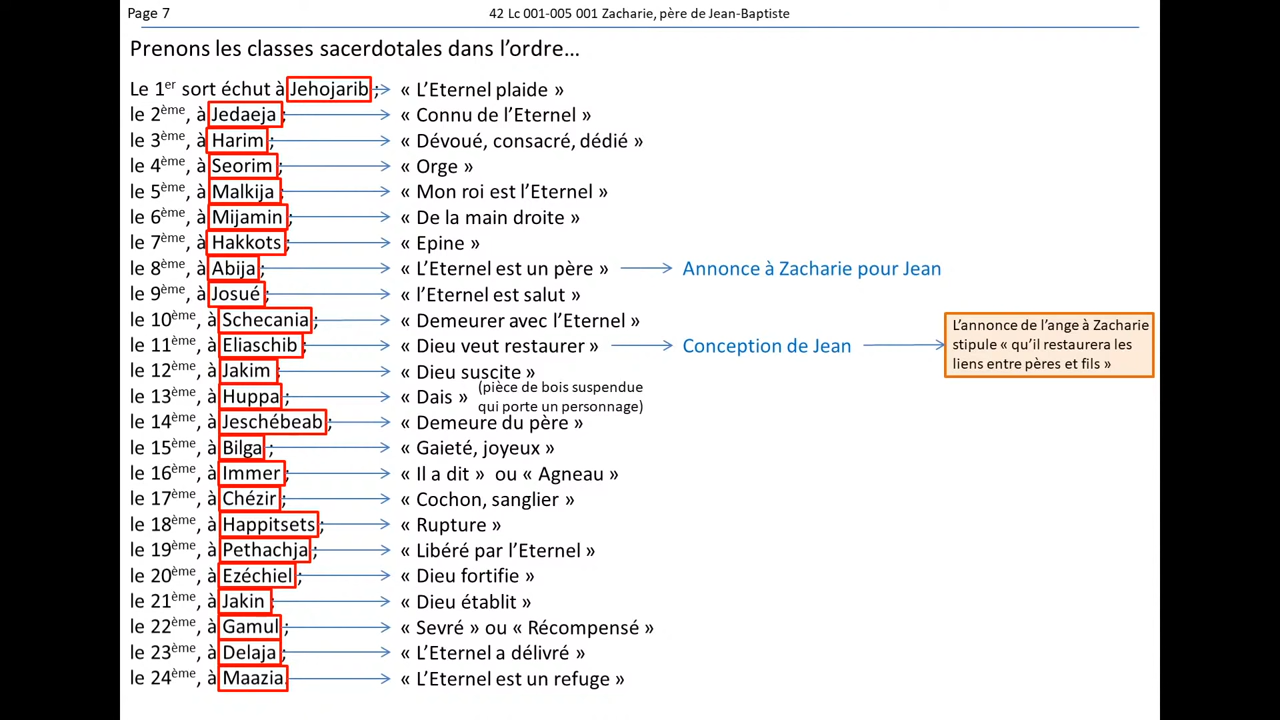 Page 7
42 Lc 001-005 001 Zacharie, père de Jean-Baptiste
Prenons les classes sacerdotales dans l’ordre…
Le 1er sort échut à Jehojarib ; « L’Eternel plaide »
le 2ème, à Jedaeja ; « Connu de l’Eternel »
le 3ème, à Harim ; « Dévoué, consacré, dédié »
le 4ème, à Seorim ; « Orge »
le 5ème, à Malkija ; « Mon roi est l’Eternel »
le 6ème, à Mijamin ; « De la main droite »
le 7ème, à Hakkots ; « Epine »
le 8ème, à Abija ; « L’Eternel est un père » Annonce à Zacharie pour Jean
le 9ème, à Josué ; « l’Eternel est salut »
le 10ème, à Schecania ; « Demeurer avec l’Eternel »
le 11ème, à Eliaschib ; « Dieu veut restaurer » Conception de Jean
L’annonce de l’ange à Zacharie
stipule « qu’il restaurera les
liens entre pères et fils »
le 12ème, à Jakim ; « Dieu suscite »
le 13ème, à Huppa ; « Dais » (pièce de bois suspendue
qui porte un personnage)
le 14ème, à Jeschébeab ; « Demeure du père »
le 15ème, à Bilga ; « Gaieté, joyeux »
le 16ème, à Immer ; « Il a dit » ou « Agneau »
le 17ème, à Chézir ; « Cochon, sanglier »
le 18ème, à Happitsets ; « Rupture »
le 19ème, à Pethachja ; « Libéré par l’Eternel »
le 20ème, à Ezéchiel ; « Dieu fortifie »
le 21ème, à Jakin ; « Dieu établit »
le 22ème, à Gamul ; « Sevré » ou « Récompensé »
le 23ème, à Delaja ; « L’Eternel a délivré »
le 24ème, à Maazia. « L’Eternel est un refuge »